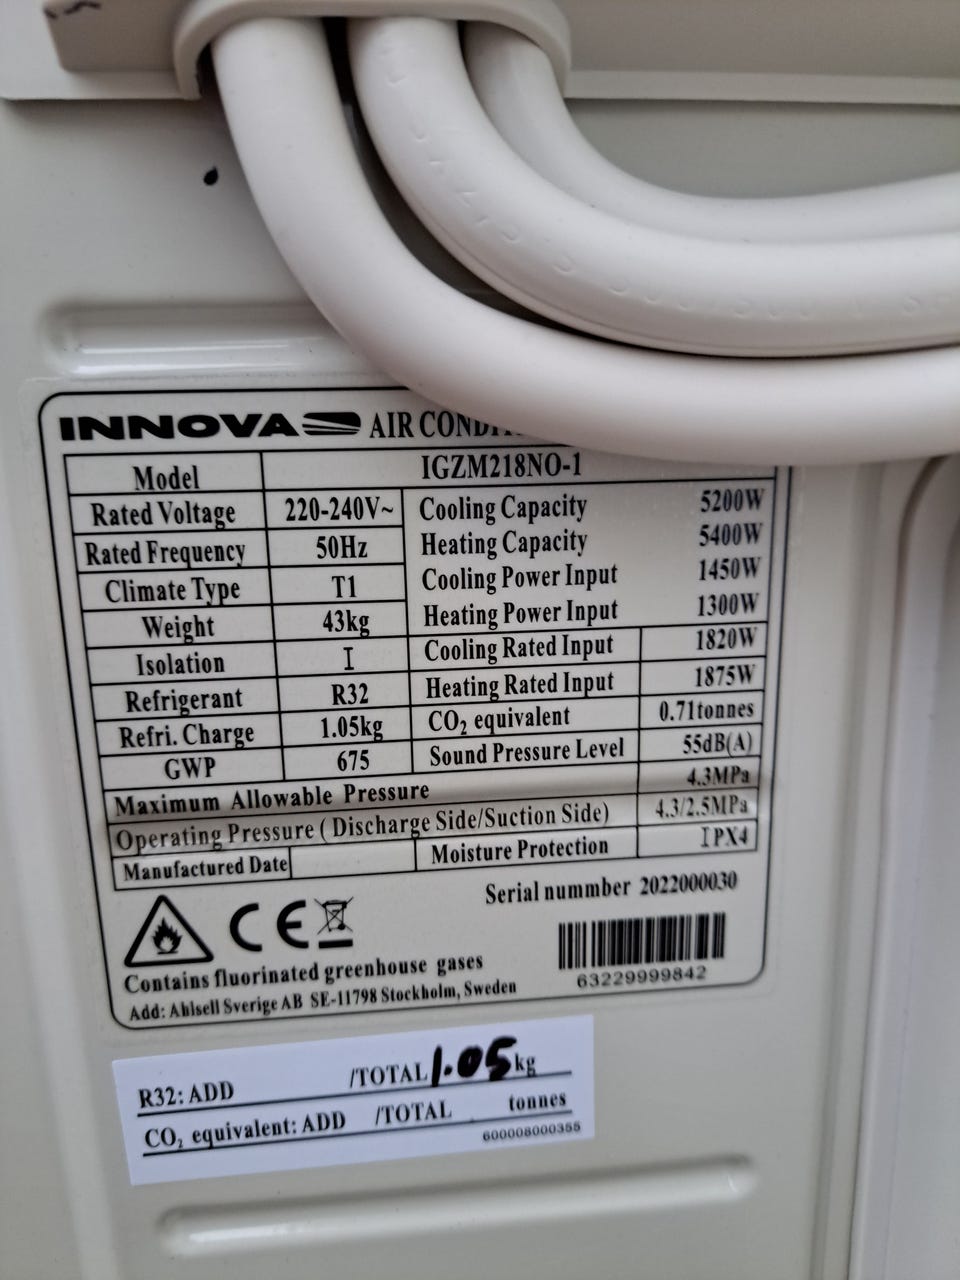 INNOVA AIR
Model IGZM218NO-1
Rated Voltage 220-240V~ Cooling Capacity 5200W
Rated Frequency 50Hz Heating Capacity 5400W
Climate Type T1 Cooling Power Input 1450W
Weight 43kg Heating Power Input 1300W
Isolation I Cooling Rated Input 1820W
Refrigerant R32 Heating Rated Input 1875W
Refri. Charge 1.05kg CO₂ equivalent 0.71tonnes
GWP 675 Sound Pressure Level 55dB(A)
Maximum Allowable Pressure 4.3MPa
Operating Pressure ( Discharge Side/Suction Side) 4.3/2.5MPa
Manufactured Date Moisture Protection IPX4
Serial nummber 2022000030
CE
63229999842
Contains fluorinated greenhouse gases
Add: Ahlsell Sverige AB SE-11798 Stockholm, Sweden
R32: ADD /TOTAL 1.05 kg
CO₂ equivalent: ADD /TOTAL tonnes
600008000355